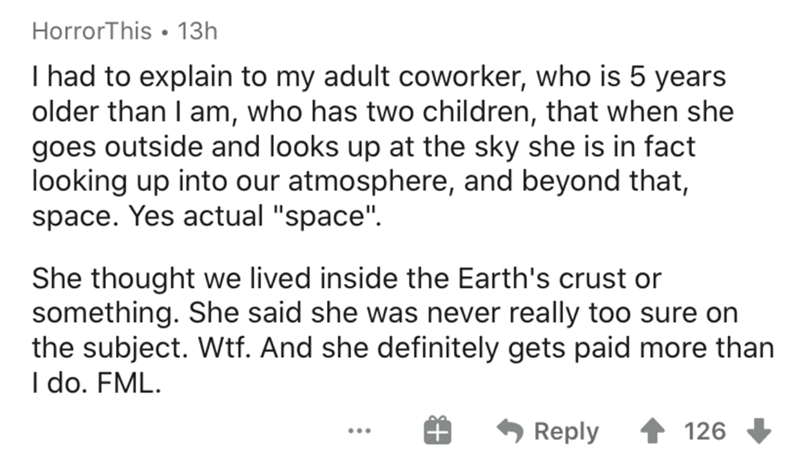 HorrorThis • 13h
I had to explain to my adult coworker, who is 5 years
older than I am, who has two children, that when she
goes outside and looks up at the sky she is in fact
looking up into our atmosphere, and beyond that,
space. Yes actual "space".
She thought we lived inside the Earth's crust or
something. She said she was never really too sure on
the subject. Wtf. And she definitely gets paid more than
I do. FML.
... Reply 126